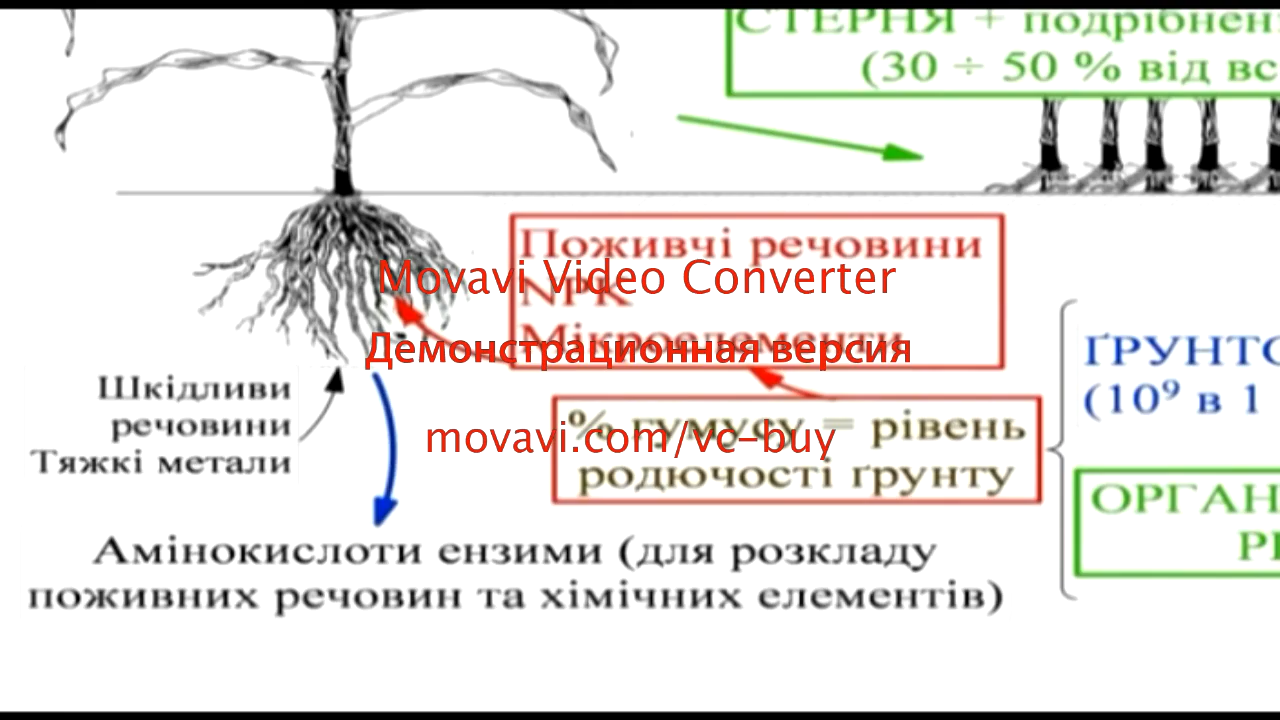 СТЕРНЯ + подрібнен
(30 ÷ 50 % від вс
Поживчі речовини
NPK
Мікроелементи
Movavi Video Converter
Демонстрационная версия
movavi.com/vc-buy
Шкідливи
речовини
Тяжкі метали
% гумусу = рівень
родючості ґрунту
ҐРУНТО
(10⁹ в 1
ОРГАН
Амінокислоти ензими (для розкладу
поживних речовин та хімічних елементів)